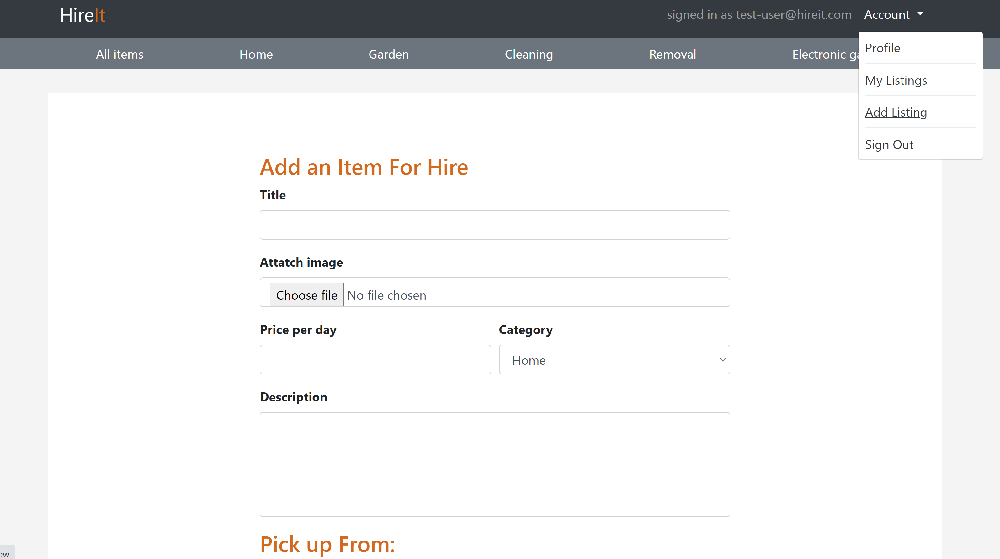 HireIt
signed in as test-user@hireit.com Account
All items Home Garden Cleaning Removal Electronic
Profile
My Listings
Add Listing
Sign Out
Add an Item For Hire
Title
Attatch image
Choose file No file chosen
Price per day Category
Home
Description
Pick up From: